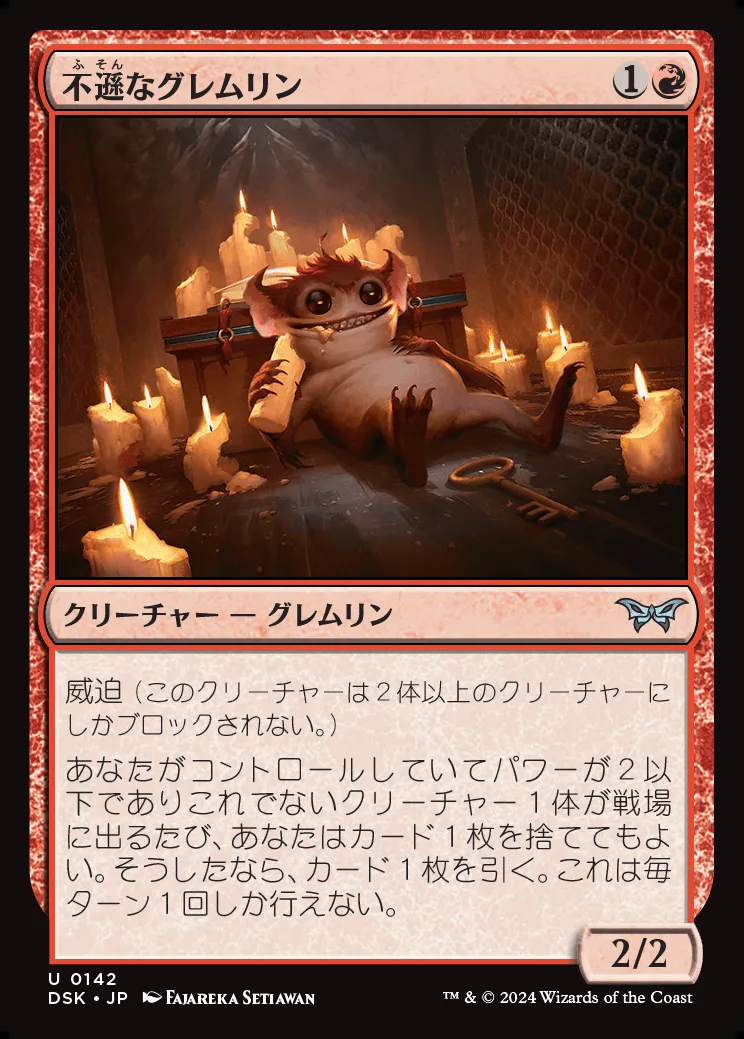 ふ そん
不遜なグレムリン 1
クリーチャー — グレムリン
威迫（このクリーチャーは２体以上のクリーチャーに
しかブロックされない。）
あなたがコントロールしていてパワーが２以
下でありこれでないクリーチャー１体が戦場
に出るたび、あなたはカード１枚を捨ててもよ
い。そうしたなら、カード１枚を引く。これは毎
ターン１回しか行えない。
2/2
U 0142
DSK • JP Fajareka Setiawan
™ & © 2024 Wizards of the Coast